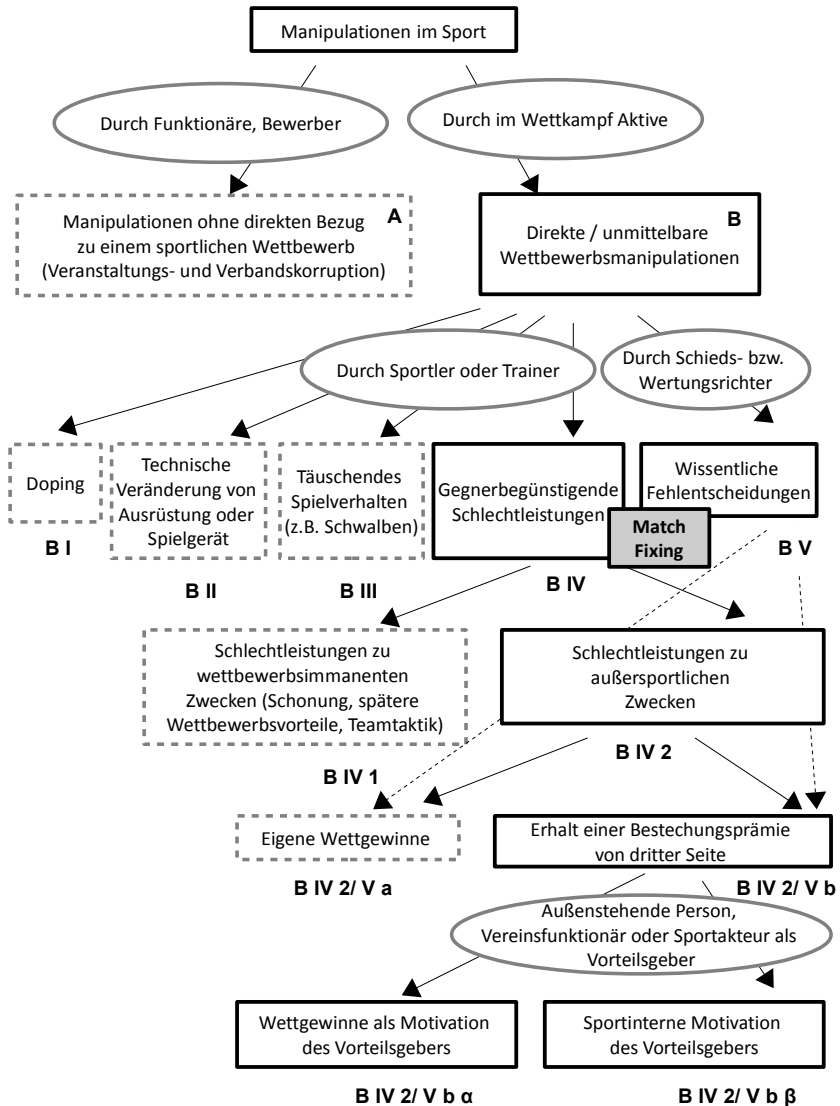 Manipulationen im Sport
Durch Funktionäre, Bewerber
Durch im Wettkampf Aktive
A
Manipulationen ohne direkten Bezug
zu einem sportlichen Wettbewerb
(Veranstaltungs- und Verbandskorruption)
B
Direkte / unmittelbare
Wettbewerbsmanipulationen
Durch Sportler oder Trainer
Durch Schieds- bzw.
Wertungsrichter
Doping
B I
Technische
Veränderung von
Ausrüstung oder
Spielgerät
B II
Täuschendes
Spielverhalten
(z.B. Schwalben)
B III
Gegnerbegünstigende
Schlechtleistungen
B IV
Wissentliche
Fehlentscheidungen
B V
Match
Fixing
Schlechtleistungen zu
wettbewerbsimmanenten
Zwecken (Schonung, spätere
Wettbewerbsvorteile, Teamtaktik)
B IV 1
Schlechtleistungen zu
außersportlichen
Zwecken
B IV 2
Eigene Wettgewinne
B IV 2/ V a
Erhalt einer Bestechungsprämie
von dritter Seite
B IV 2/ V b
Außenstehende Person,
Vereinsfunktionär oder Sportakteur als
Vorteilsgeber
Wettgewinne als Motivation
des Vorteilsgebers
B IV 2/ V b α
Sportinterne Motivation
des Vorteilsgebers
B IV 2/ V b β